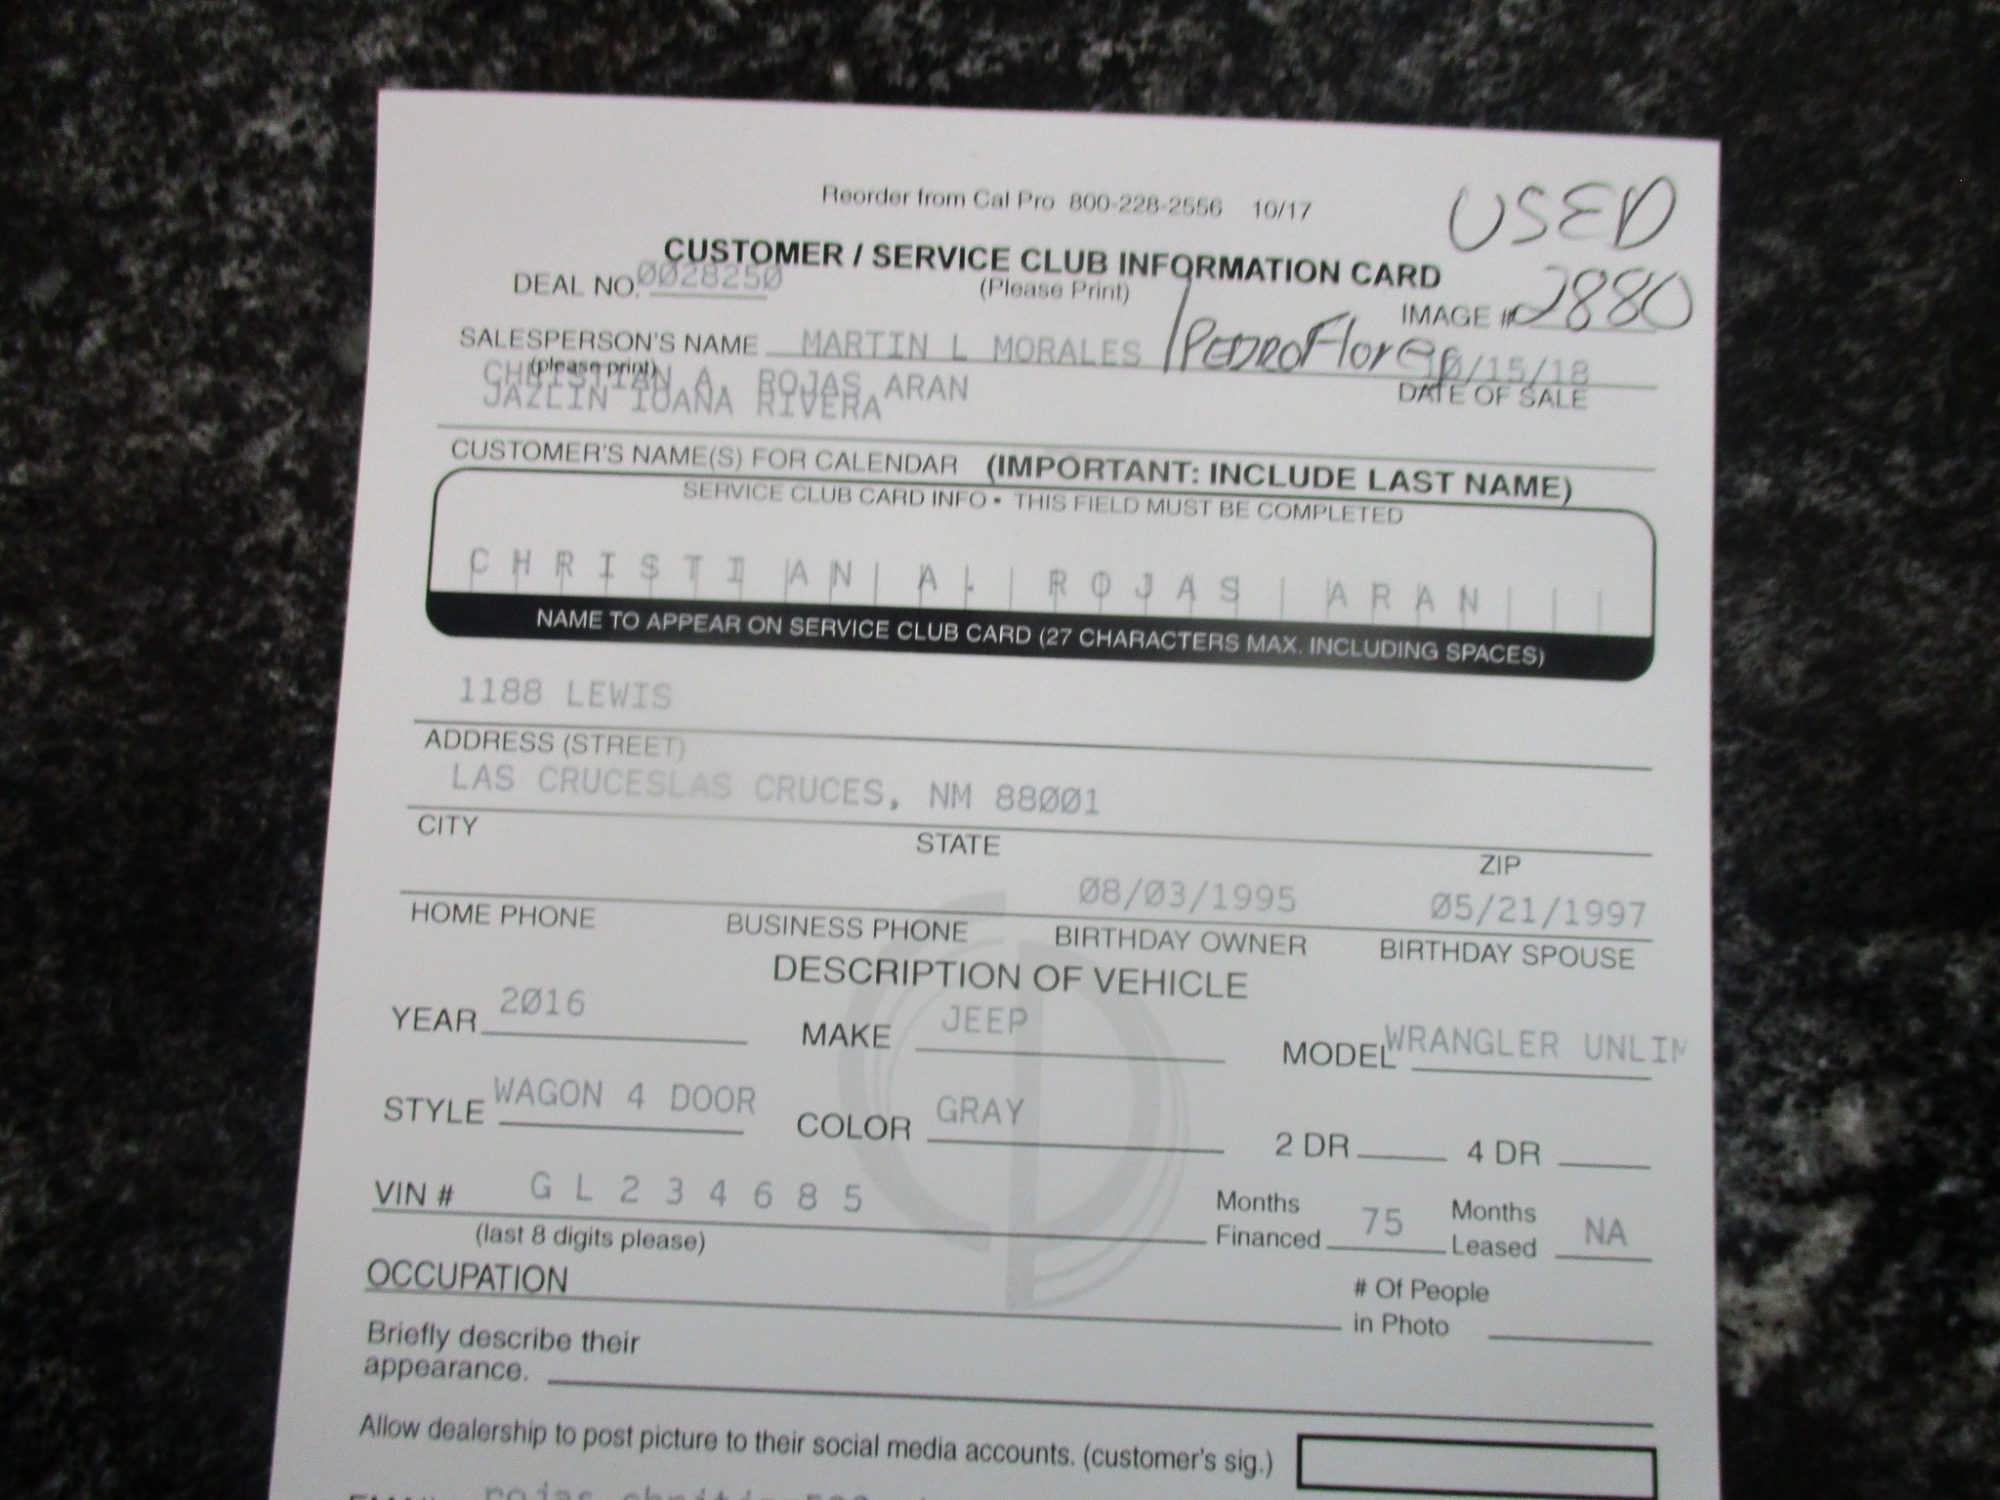 Reorder from Cal Pro 800-228-2556 10/17
USED
CUSTOMER / SERVICE CLUB INFORMATION CARD
DEAL NO. 0028250 (Please Print) IMAGE # 2880
SALESPERSON'S NAME MARTIN L MORALES / PEDRO Flores 10/15/18
(please print) DATE OF SALE
CHRISTIAN A. ROJAS ARAN
JAZLIN IOANA RIVERA
CUSTOMER'S NAME(S) FOR CALENDAR (IMPORTANT: INCLUDE LAST NAME)
SERVICE CLUB CARD INFO • THIS FIELD MUST BE COMPLETED
CHRISTIAN A. ROJAS ARAN
NAME TO APPEAR ON SERVICE CLUB CARD (27 CHARACTERS MAX. INCLUDING SPACES)
1188 LEWIS
ADDRESS (STREET)
LAS CRUCESLAS CRUCES, NM 88001
CITY STATE ZIP
08/03/1995 05/21/1997
HOME PHONE BUSINESS PHONE BIRTHDAY OWNER BIRTHDAY SPOUSE
DESCRIPTION OF VEHICLE
YEAR 2016 MAKE JEEP MODEL WRANGLER UNLIM
STYLE WAGON 4 DOOR COLOR GRAY 2 DR 4 DR
VIN # G L 2 3 4 6 8 5 Months Financed 75 Months Leased NA
(last 8 digits please)
OCCUPATION # Of People in Photo
Briefly describe their
appearance.
Allow dealership to post picture to their social media accounts. (customer's sig.)